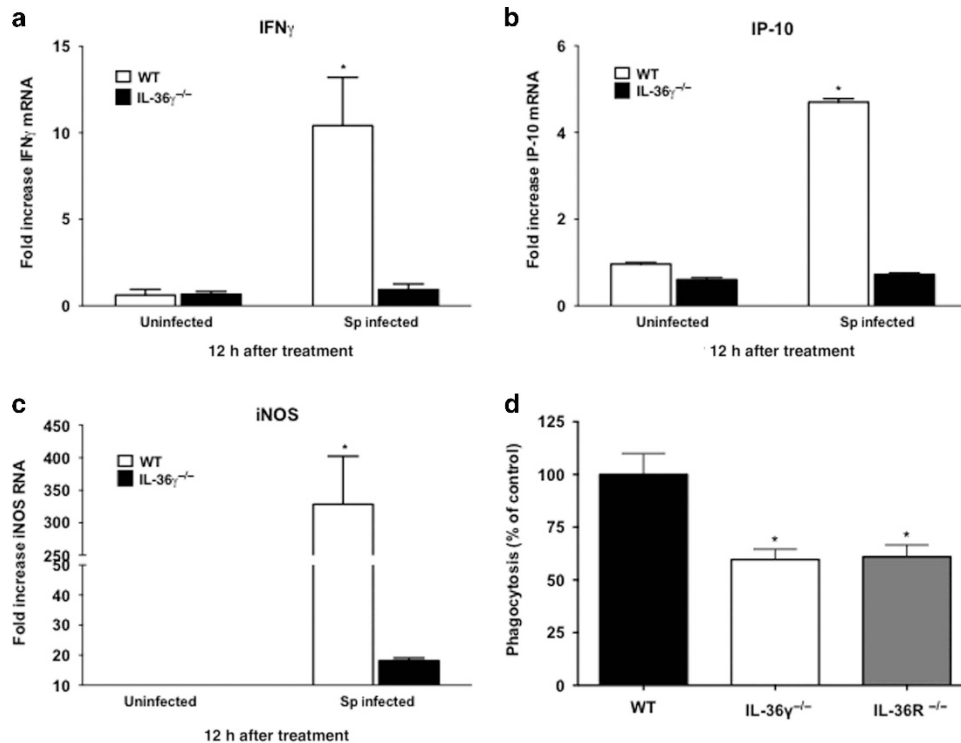 a
IFNγ
Fold increase IFNγ mRNA
15
10
5
0
WT
IL-36γ−/−
*
Uninfected
Sp infected
12 h after treatment
b
IP-10
Fold increase IP-10 mRNA
6
4
2
0
WT
IL-36γ−/−
*
Uninfected
Sp infected
12 h after treatment
c
iNOS
Fold increase iNOS RNA
450
400
350
300
250
50
40
30
20
10
WT
IL-36γ−/−
*
Uninfected
Sp infected
12 h after treatment
d
Phagocytosis (% of control)
125
100
75
50
25
0
*
*
WT
IL-36γ−/−
IL-36R −/−